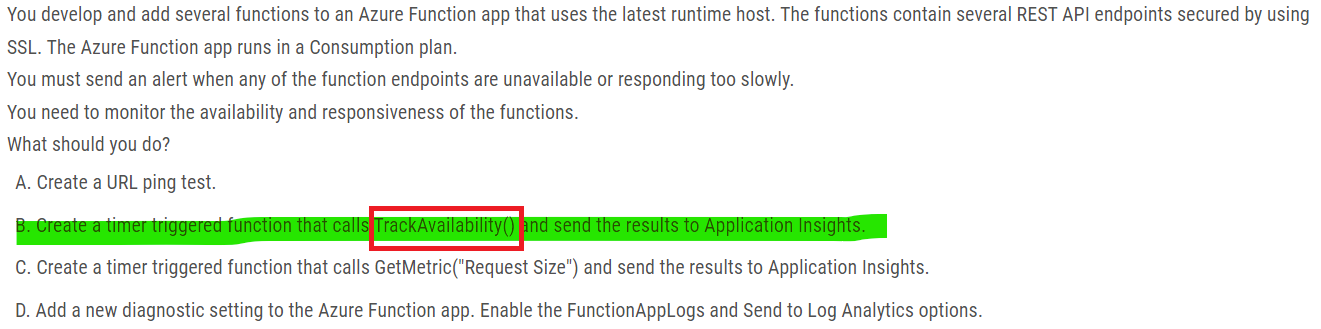 You develop and add several functions to an Azure Function app that uses the latest runtime host. The functions contain several REST API endpoints secured by using
SSL. The Azure Function app runs in a Consumption plan.
You must send an alert when any of the function endpoints are unavailable or responding too slowly.
You need to monitor the availability and responsiveness of the functions.
What should you do?
A. Create a URL ping test.
B. Create a timer triggered function that calls TrackAvailability() and send the results to Application Insights.
C. Create a timer triggered function that calls GetMetric("Request Size") and send the results to Application Insights.
D. Add a new diagnostic setting to the Azure Function app. Enable the FunctionAppLogs and Send to Log Analytics options.